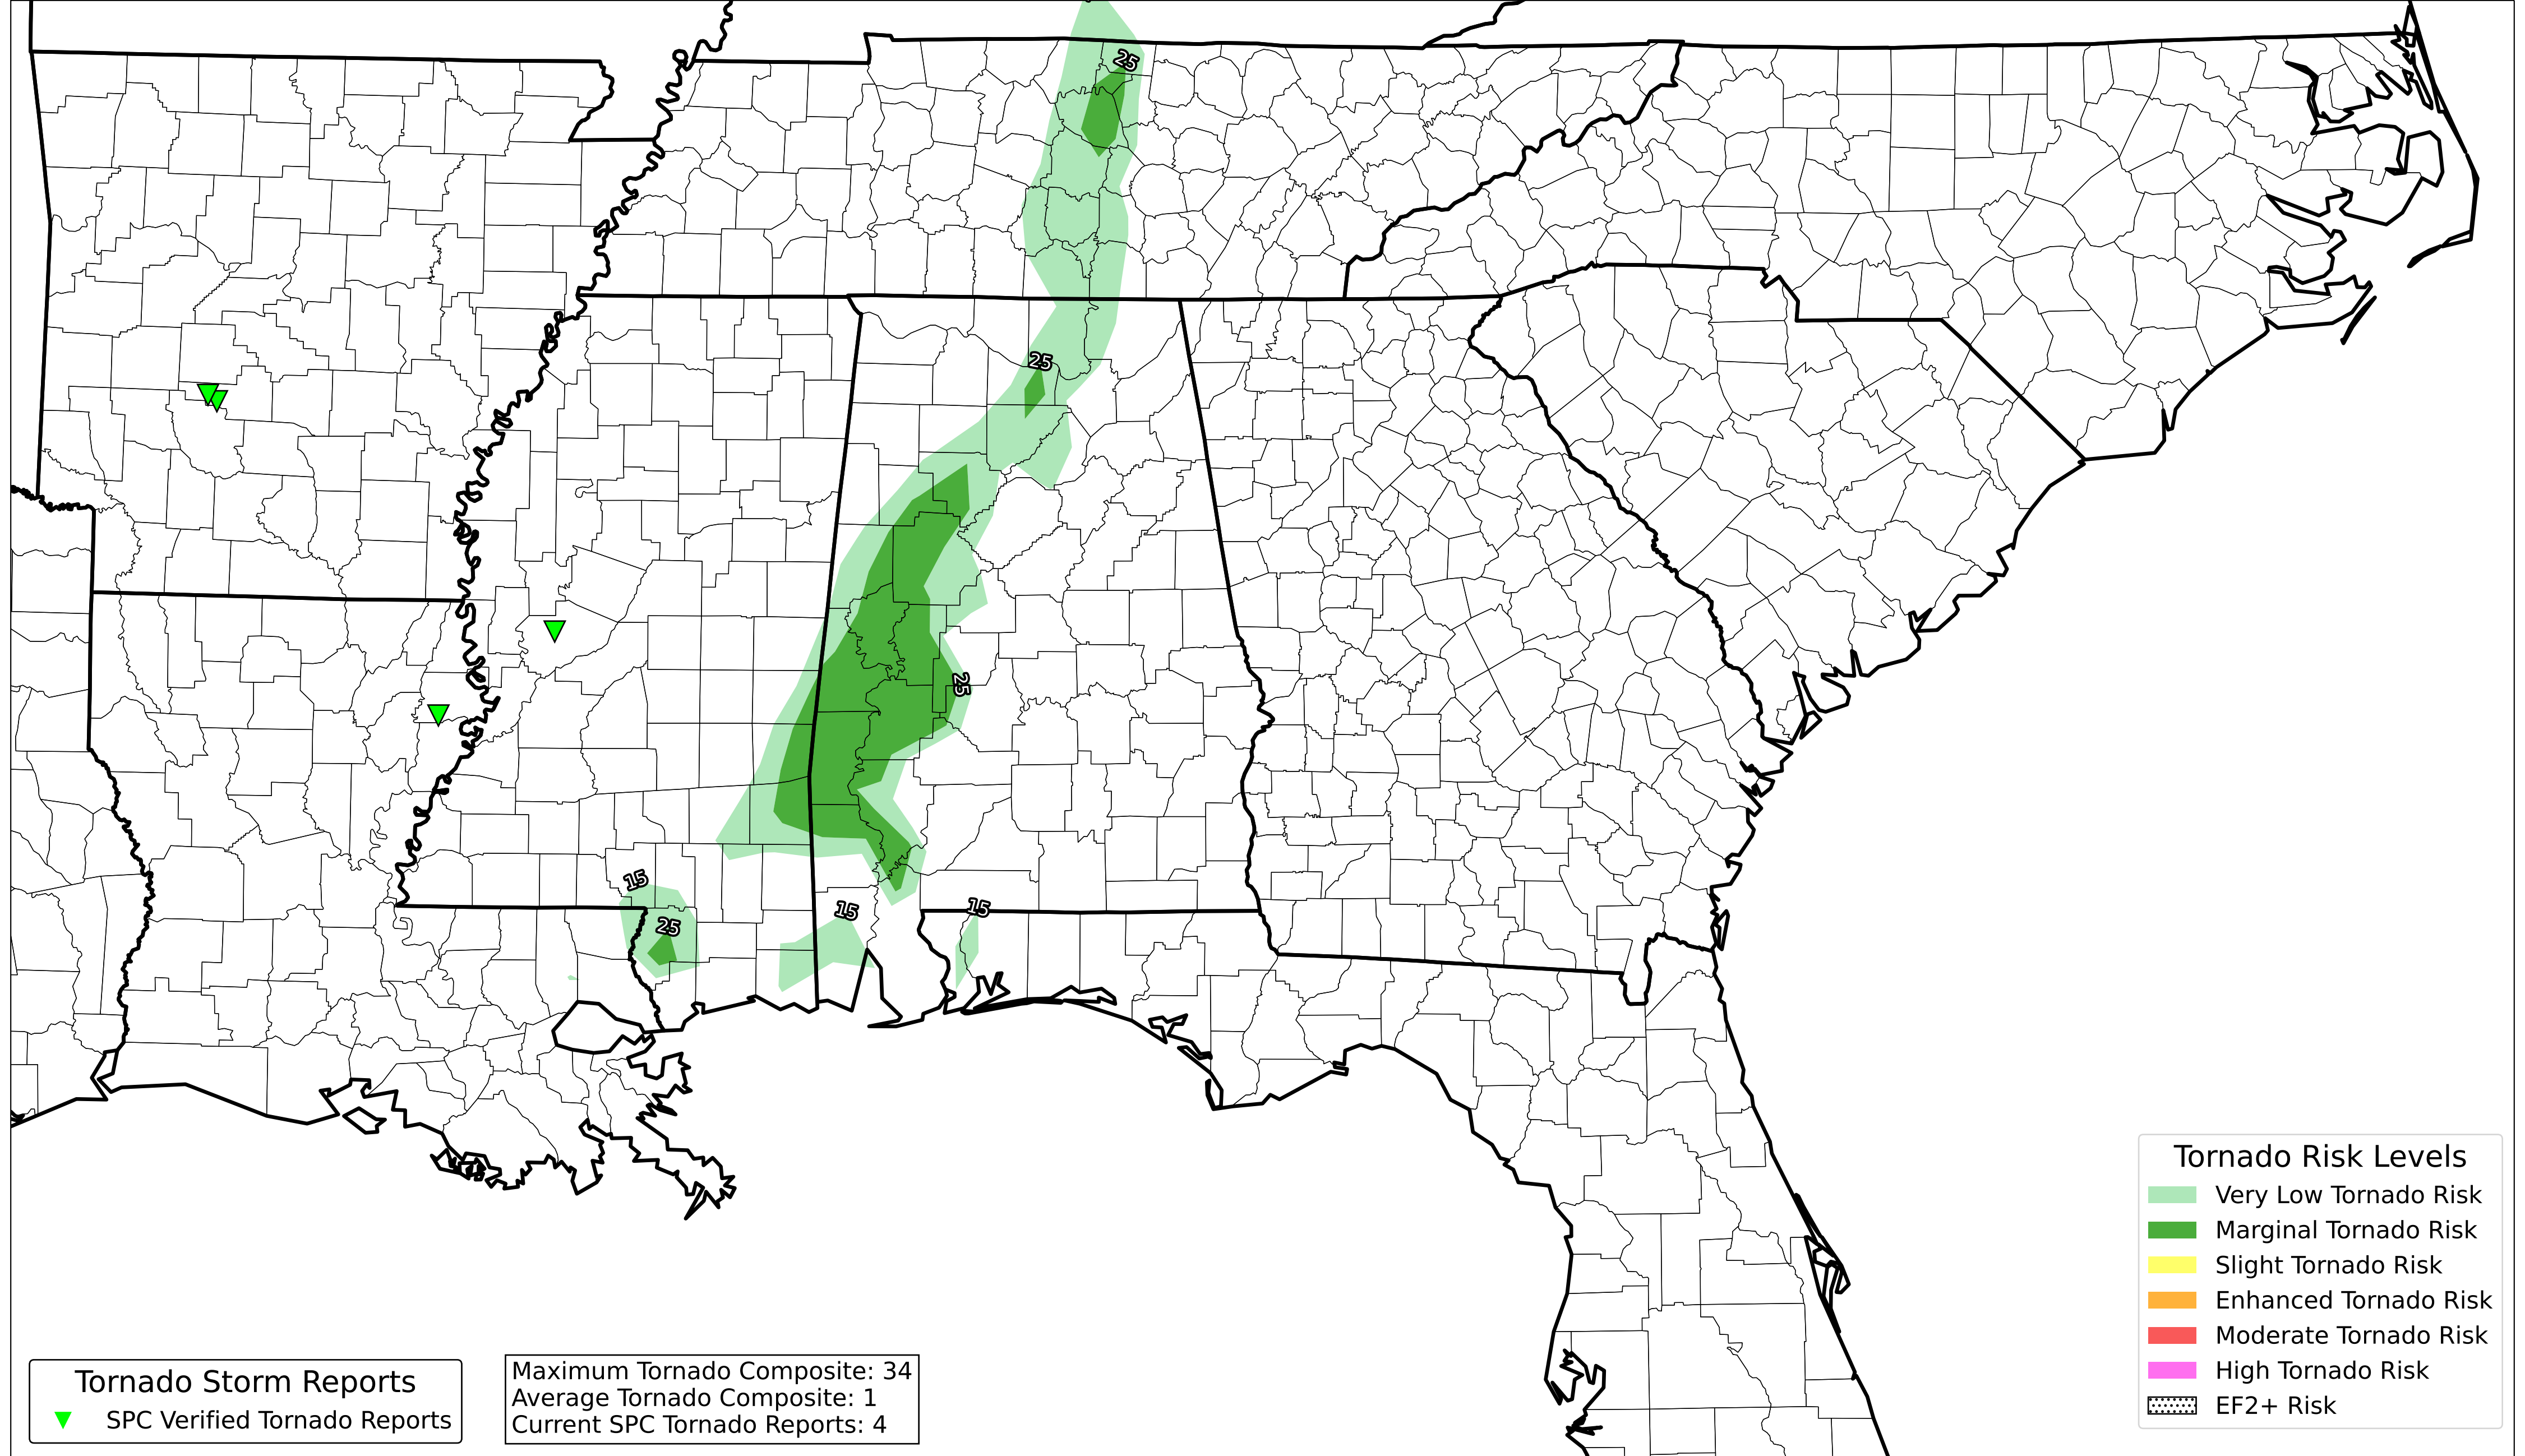 25
25
25
15
25
15
15
Tornado Risk Levels
Very Low Tornado Risk
Marginal Tornado Risk
Slight Tornado Risk
Enhanced Tornado Risk
Moderate Tornado Risk
High Tornado Risk
EF2+ Risk
Tornado Storm Reports
SPC Verified Tornado Reports
Maximum Tornado Composite: 34
Average Tornado Composite: 1
Current SPC Tornado Reports: 4